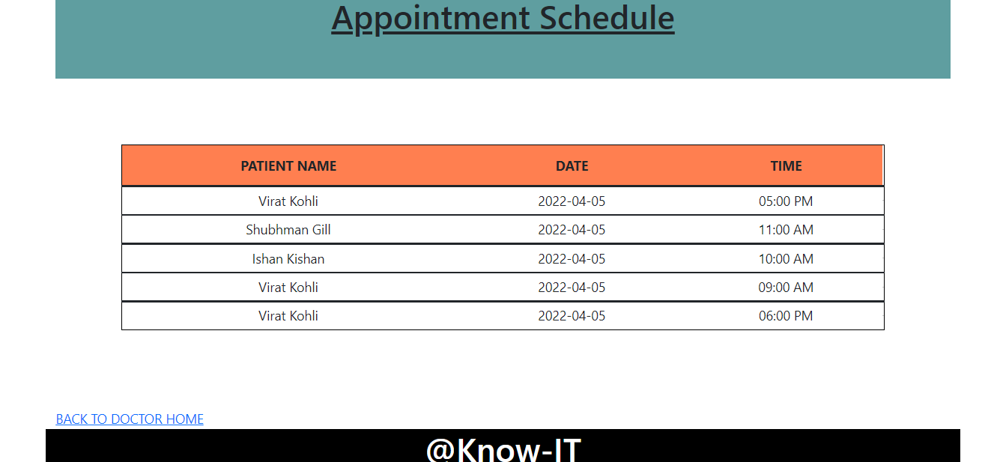 Appointment Schedule
PATIENT NAME DATE TIME
Virat Kohli 2022-04-05 05:00 PM
Shubhman Gill 2022-04-05 11:00 AM
Ishan Kishan 2022-04-05 10:00 AM
Virat Kohli 2022-04-05 09:00 AM
Virat Kohli 2022-04-05 06:00 PM
BACK TO DOCTOR HOME
@Know-IT